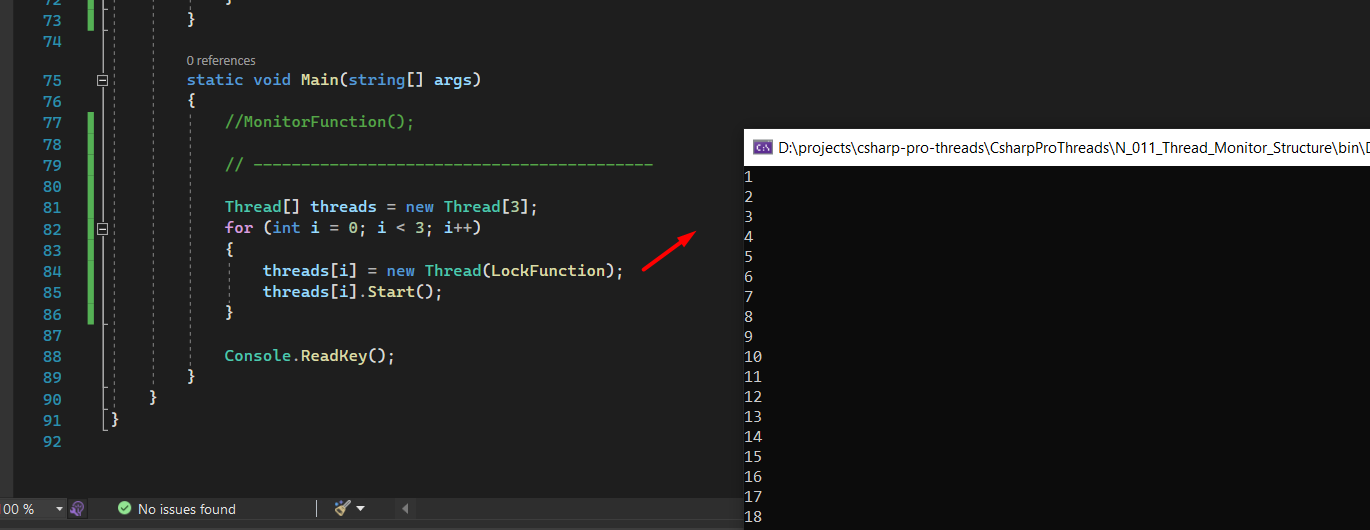 72 }
73 }
74
0 references
75 static void Main(string[] args)
76 {
77 //MonitorFunction();
78
79 // ------------------------------------------
80
81 Thread[] threads = new Thread[3];
82 for (int i = 0; i < 3; i++)
83 {
84 threads[i] = new Thread(LockFunction);
85 threads[i].Start();
86 }
87
88 Console.ReadKey();
89 }
90 }
91 }
92
00 %
No issues found
C:\ D:\projects\csharp-pro-threads\CsharpProThreads\N_011_Thread_Monitor_Structure\bin\D
1
2
3
4
5
6
7
8
9
10
11
12
13
14
15
16
17
18